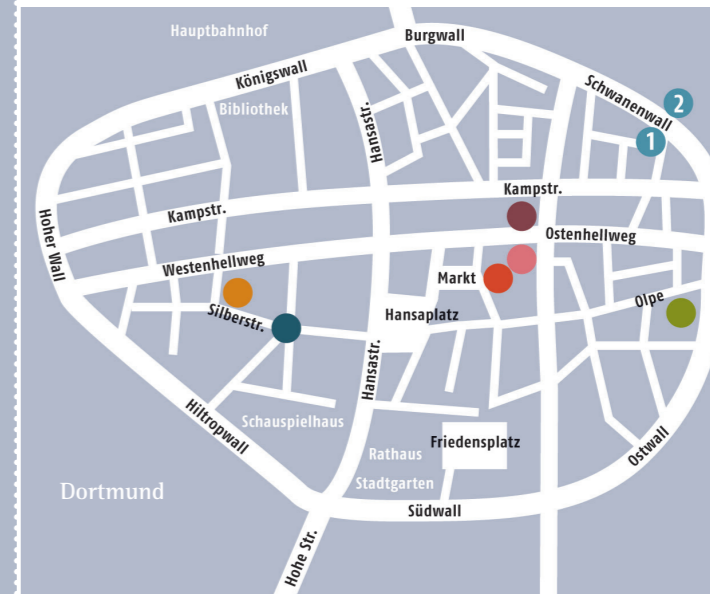 Hauptbahnhof
Burgwall
Königswall
Schwanenwall
2
1
Bibliothek
Hansastr.
Kampstr.
Kampstr.
Hoher Wall
Ostenhellweg
Westenhellweg
Markt
Olpe
Silberstr.
Hansaplatz
Hansastr.
Hiltropwall
Schauspielhaus
Friedensplatz
Rathaus
Ostwall
Stadtgarten
Dortmund
Südwall
Hohe Str.